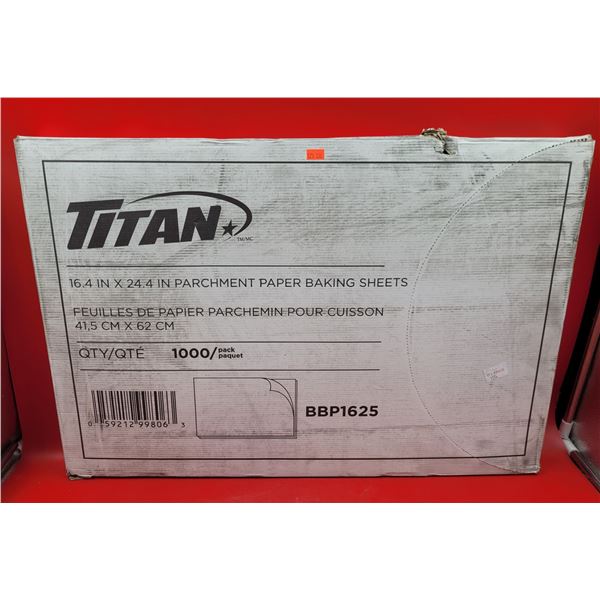 TITAN
TM/MC
16.4 IN X 24.4 IN PARCHMENT PAPER BAKING SHEETS
FEUILLES DE PAPIER PARCHEMIN POUR CUISSON
41,5 CM X 62 CM
QTY/QTÉ 1000/pack
paquet
BBP1625
0 59212 99806 3